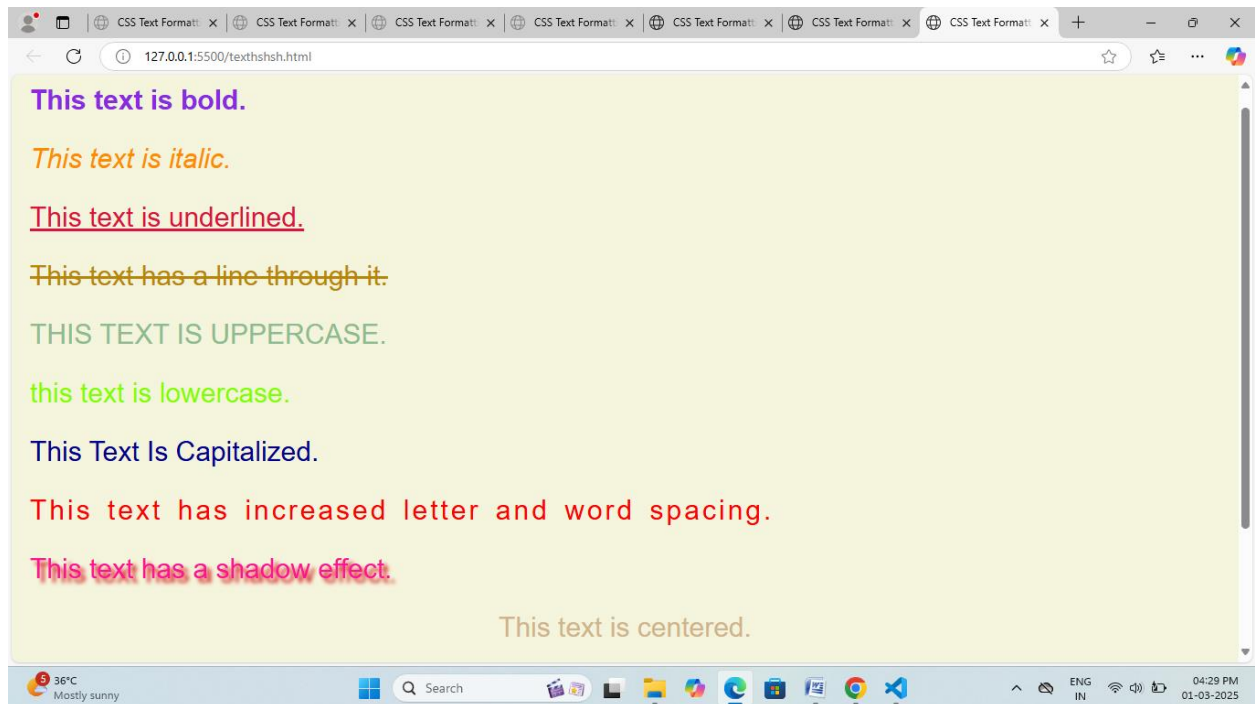 CSS Text Formatt CSS Text Formatt CSS Text Formatt CSS Text Formatt CSS Text Formatt CSS Text Formatt CSS Text Formatt
127.0.0.1:5500/texthshsh.html
This text is bold.
This text is italic.
This text is underlined.
This text has a line through it.
THIS TEXT IS UPPERCASE.
this text is lowercase.
This Text Is Capitalized.
This text has increased letter and word spacing.
This text has a shadow effect.
This text is centered.
5 36°C Search ENG 04:29 PM
Mostly sunny IN 01-03-2025